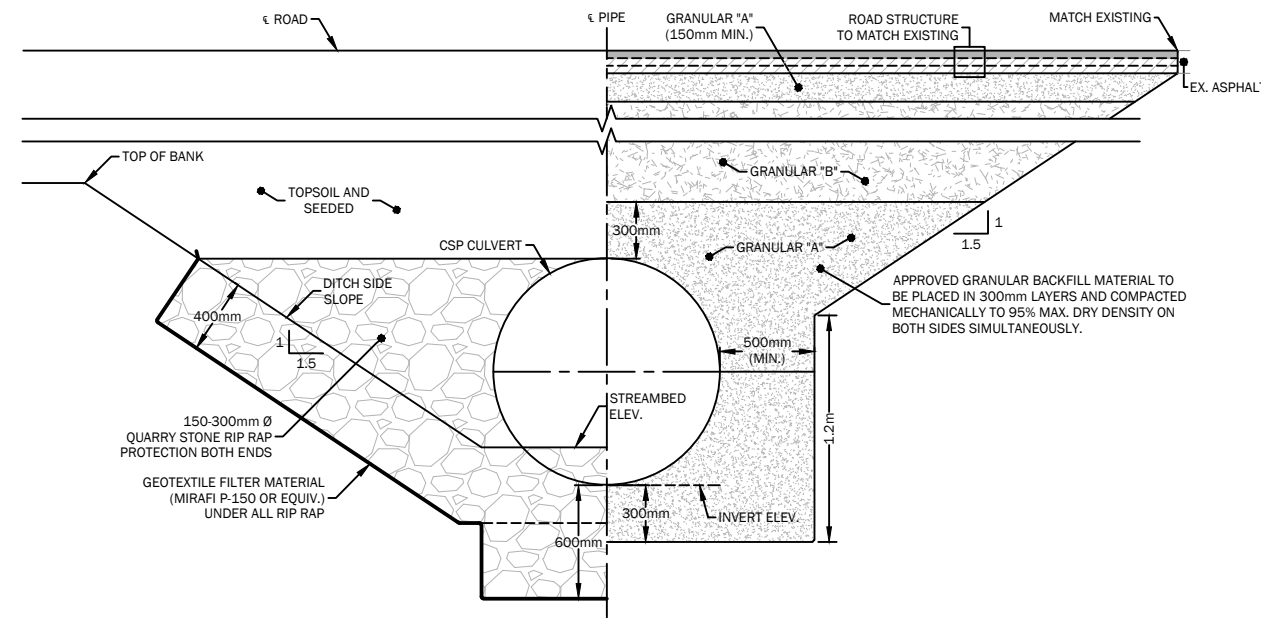 ℄ ROAD
℄ PIPE
GRANULAR "A"
(150mm MIN.)
ROAD STRUCTURE
TO MATCH EXISTING
MATCH EXISTING
EX. ASPHALT
TOP OF BANK
TOPSOIL AND
SEEDED
GRANULAR "B"
300mm
1
1.5
CSP CULVERT
GRANULAR "A"
DITCH SIDE
SLOPE
400mm
1
1.5
APPROVED GRANULAR BACKFILL MATERIAL TO
BE PLACED IN 300mm LAYERS AND COMPACTED
MECHANICALLY TO 95% MAX. DRY DENSITY ON
BOTH SIDES SIMULTANEOUSLY.
500mm
(MIN.)
STREAMBED
ELEV.
1.2m
150-300mm Ø
QUARRY STONE RIP RAP
PROTECTION BOTH ENDS
GEOTEXTILE FILTER MATERIAL
(MIRAFI P-150 OR EQUIV.)
UNDER ALL RIP RAP
300mm
INVERT ELEV.
600mm